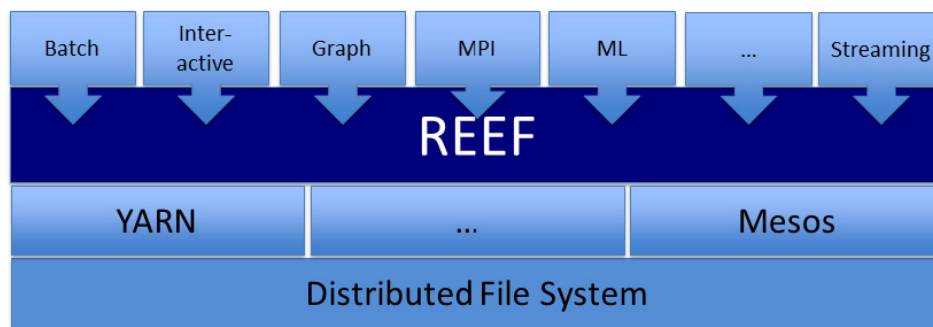 Batch
Inter-
active
Graph
MPI
ML
...
Streaming
REEF
YARN
...
Mesos
Distributed File System